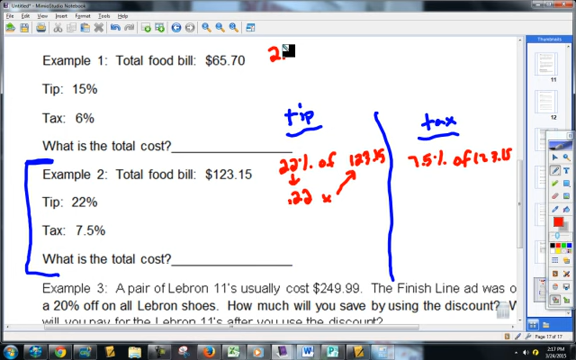 Untitled* - MimioStudio Notebook
File Edit View Insert Format Tools Help
Thumbnails
Example 1: Total food bill: $65.70
2
Tip: 15%
Tax: 6%
What is the total cost?
tip
tax
Example 2: Total food bill: $123.15
22% of 123.15
7.5% of 123.15
Tip: 22%
.22 x
Tax: 7.5%
What is the total cost?
Example 3: A pair of Lebron 11's usually cost $249.99. The Finish Line ad was o
a 20% off on all Lebron shoes. How much will you save by using the discount?
will you pay for the Lebron 11's after you use the discount?
11
12
Page 17 of 17
2:17 PM
3/24/2015